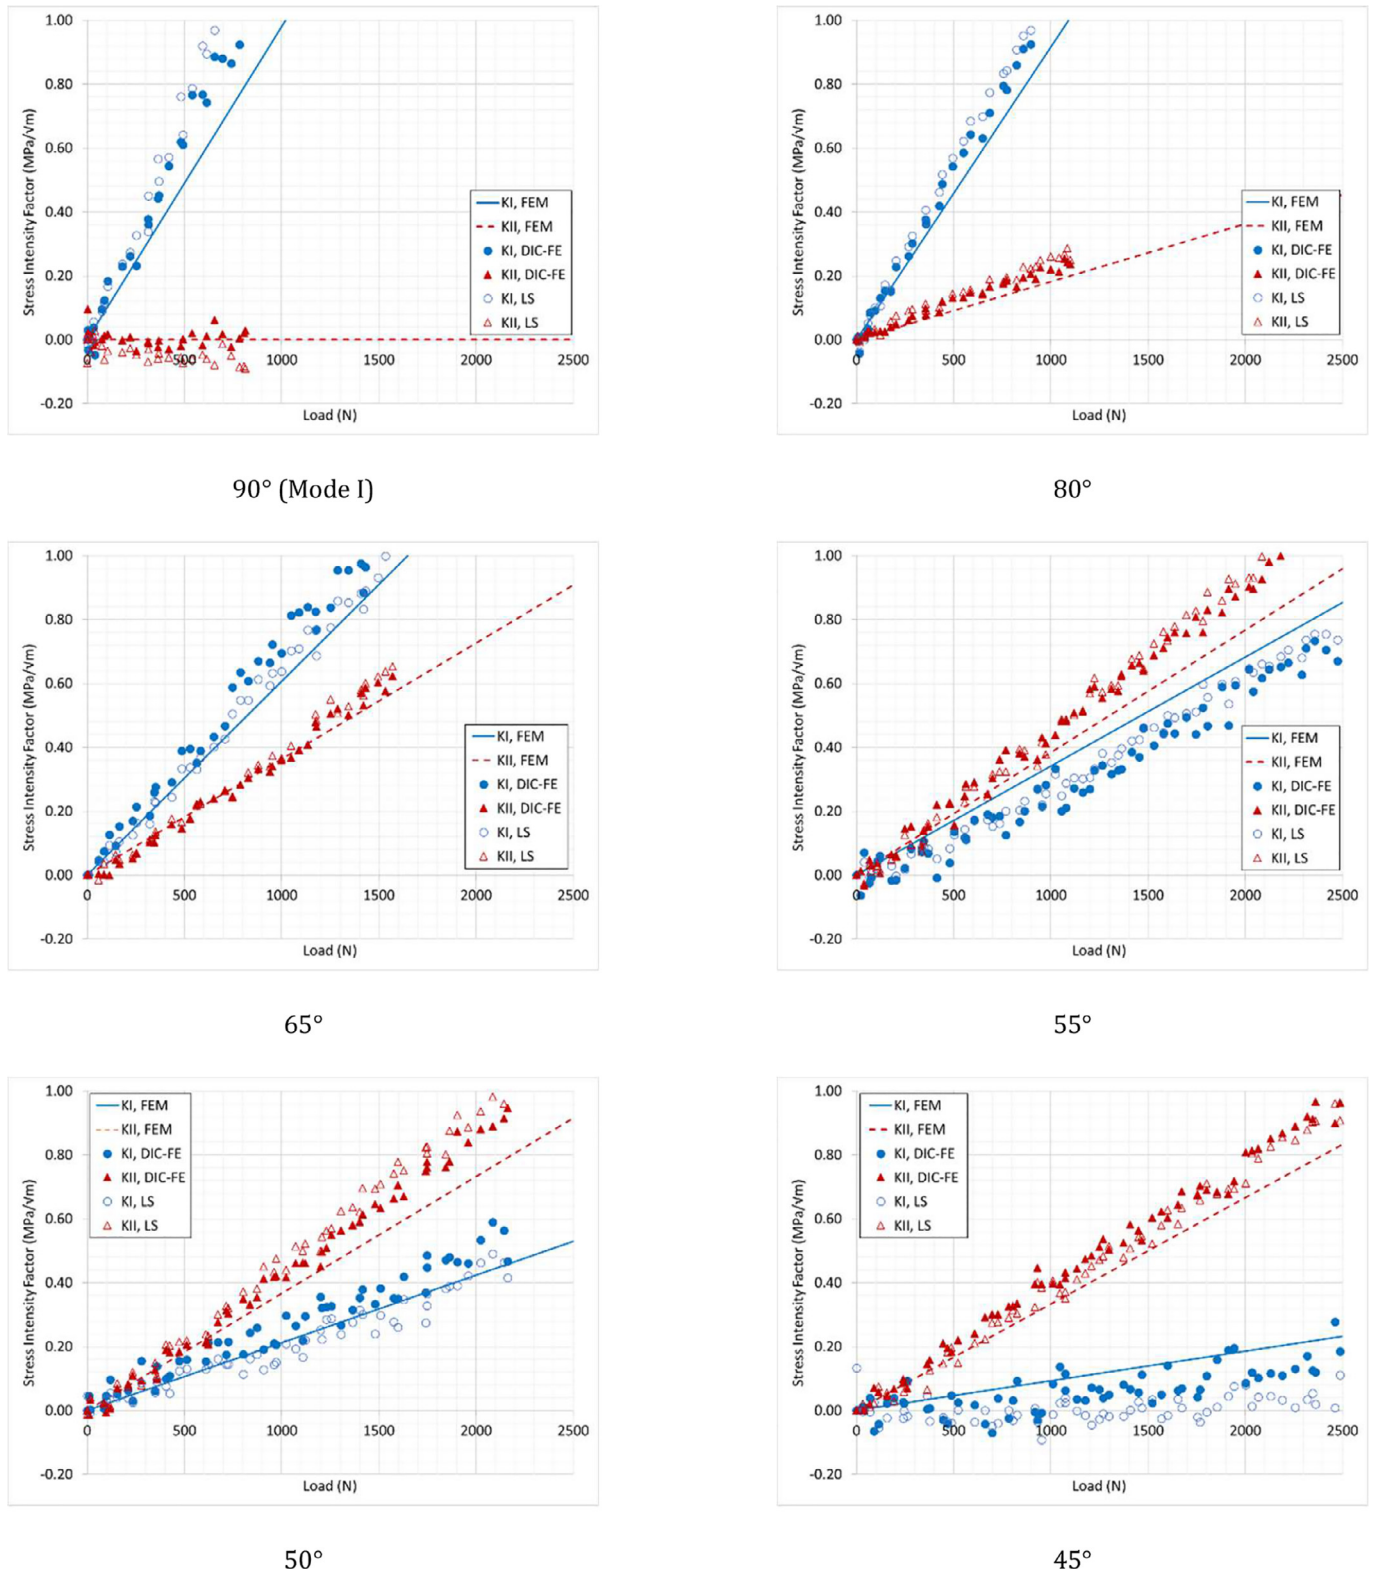 1.00
0.80
0.60
0.40
0.20
0.00
-0.20
Stress Intensity Factor (MPa/√m)
0
500
1000
1500
2000
2500
Load (N)
KI, FEM
KII, FEM
KI, DIC-FE
KII, DIC-FE
KI, LS
KII, LS
90° (Mode I)
1.00
0.80
0.60
0.40
0.20
0.00
-0.20
Stress Intensity Factor (MPa/√m)
0
500
1000
1500
2000
2500
Load (N)
KI, FEM
KII, FEM
KI, DIC-FE
KII, DIC-FE
KI, LS
KII, LS
80°
1.00
0.80
0.60
0.40
0.20
0.00
-0.20
Stress Intensity Factor (MPa/√m)
0
500
1000
1500
2000
2500
Load (N)
KI, FEM
KII, FEM
KI, DIC-FE
KII, DIC-FE
KI, LS
KII, LS
65°
1.00
0.80
0.60
0.40
0.20
0.00
-0.20
Stress Intensity Factor (MPa/√m)
0
500
1000
1500
2000
2500
Load (N)
KI, FEM
KII, FEM
KI, DIC-FE
KII, DIC-FE
KI, LS
KII, LS
55°
1.00
0.80
0.60
0.40
0.20
0.00
-0.20
Stress Intensity Factor (MPa/√m)
0
500
1000
1500
2000
2500
Load (N)
KI, FEM
KII, FEM
KI, DIC-FE
KII, DIC-FE
KI, LS
KII, LS
50°
1.00
0.80
0.60
0.40
0.20
0.00
-0.20
Stress Intensity Factor (MPa/√m)
0
500
1000
1500
2000
2500
Load (N)
KI, FEM
KII, FEM
KI, DIC-FE
KII, DIC-FE
KI, LS
KII, LS
45°